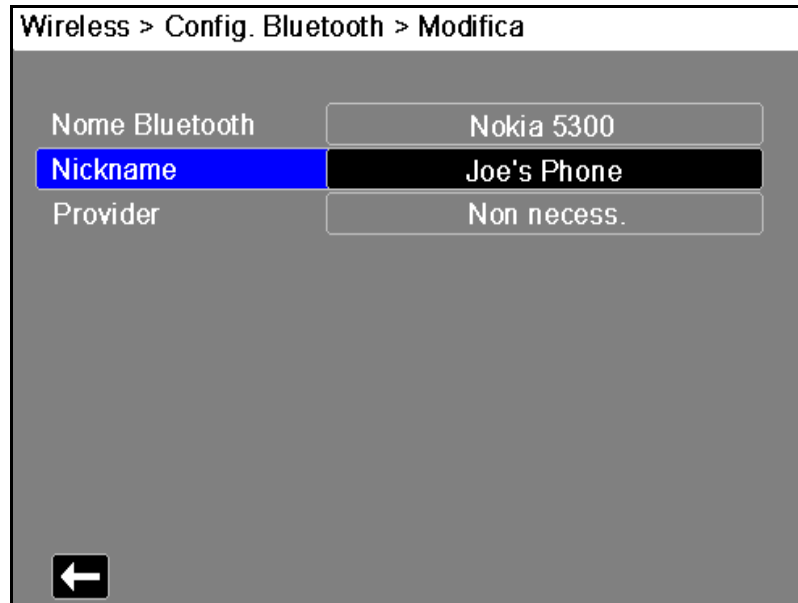 Wireless > Config. Bluetooth > Modifica
Nome Bluetooth Nokia 5300
Nickname Joe's Phone
Provider Non necess.